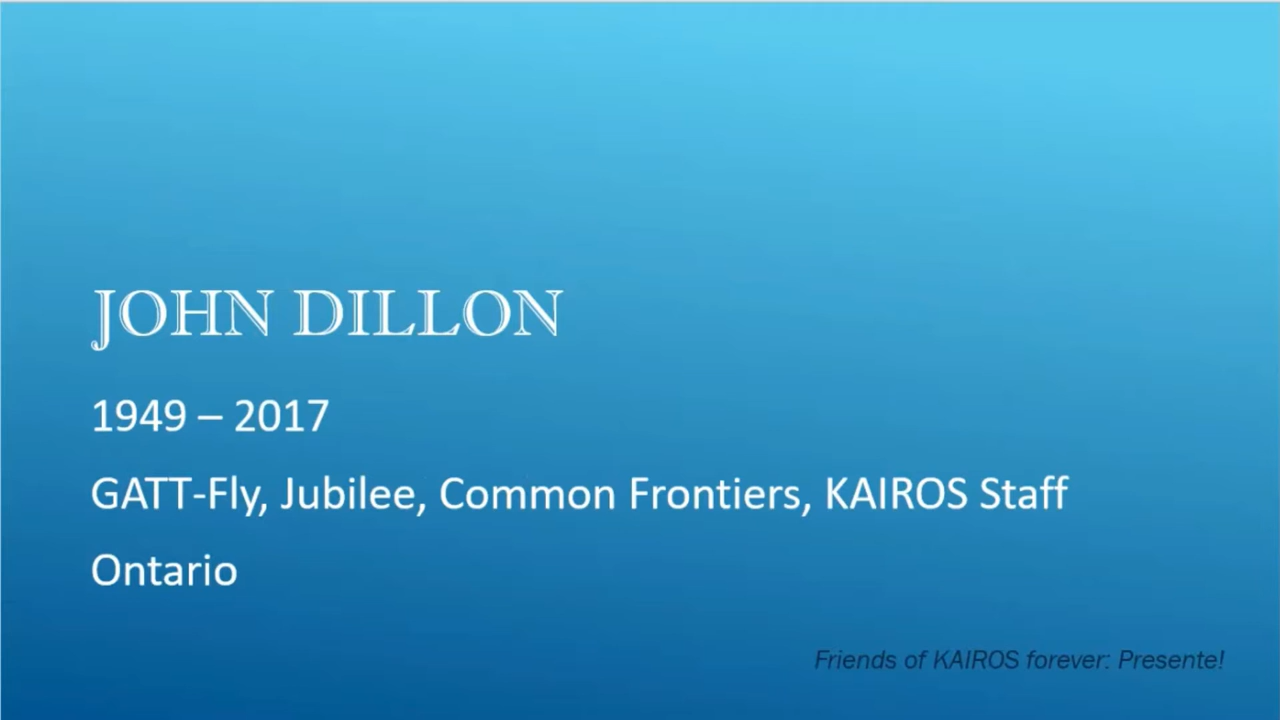 JOHN DILLON
1949 – 2017
GATT-Fly, Jubilee, Common Frontiers, KAIROS Staff
Ontario
Friends of KAIROS forever: Presente!